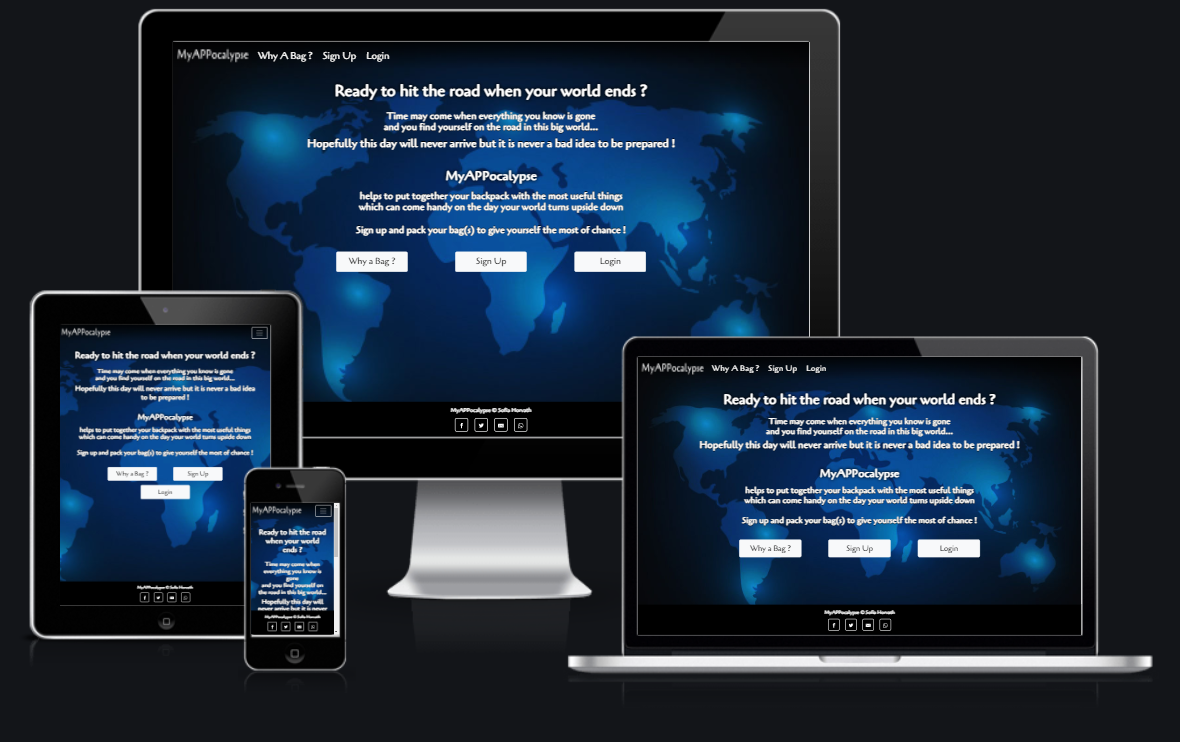 MyAPPocalypse Why A Bag ? Sign Up Login
Ready to hit the road when your world ends ?
Time may come when everything you know is gone
and you find yourself on the road in this big world...
Hopefully this day will never arrive but it is never a bad idea to be prepared !
MyAPPocalypse
helps to put together your backpack with the most useful things
which can come handy on the day your world turns upside down
Sign up and pack your bag(s) to give yourself the most of chance !
Why a Bag ? Sign Up Login
MyAPPocalypse © Sofia Horvath
MyAPPocalypse
Ready to hit the road when your world ends ?
Time may come when everything you know is gone
and you find yourself on the road in this big world...
Hopefully this day will never arrive but it is never a bad idea
to be prepared !
MyAPPocalypse
helps to put together your backpack with the most useful things
which can come handy on the day your world turns upside down
Sign up and pack your bag(s) to give yourself the most of chance !
Why a Bag ? Sign Up
Login
MyAPPocalypse © Sofia Horvath
MyAPPocalypse
Ready to hit the road
when your world
ends ?
Time may come when
everything you know is
gone
and you find yourself on
the road in this big
world...
Hopefully this day will
never arrive but it is never
MyAPPocalypse © Sofia Horvath
MyAPPocalypse Why A Bag ? Sign Up Login
Ready to hit the road when your world ends ?
Time may come when everything you know is gone
and you find yourself on the road in this big world...
Hopefully this day will never arrive but it is never a bad idea to be prepared !
MyAPPocalypse
helps to put together your backpack with the most useful things
which can come handy on the day your world turns upside down
Sign up and pack your bag(s) to give yourself the most of chance !
Why a Bag ? Sign Up Login
MyAPPocalypse © Sofia Horvath